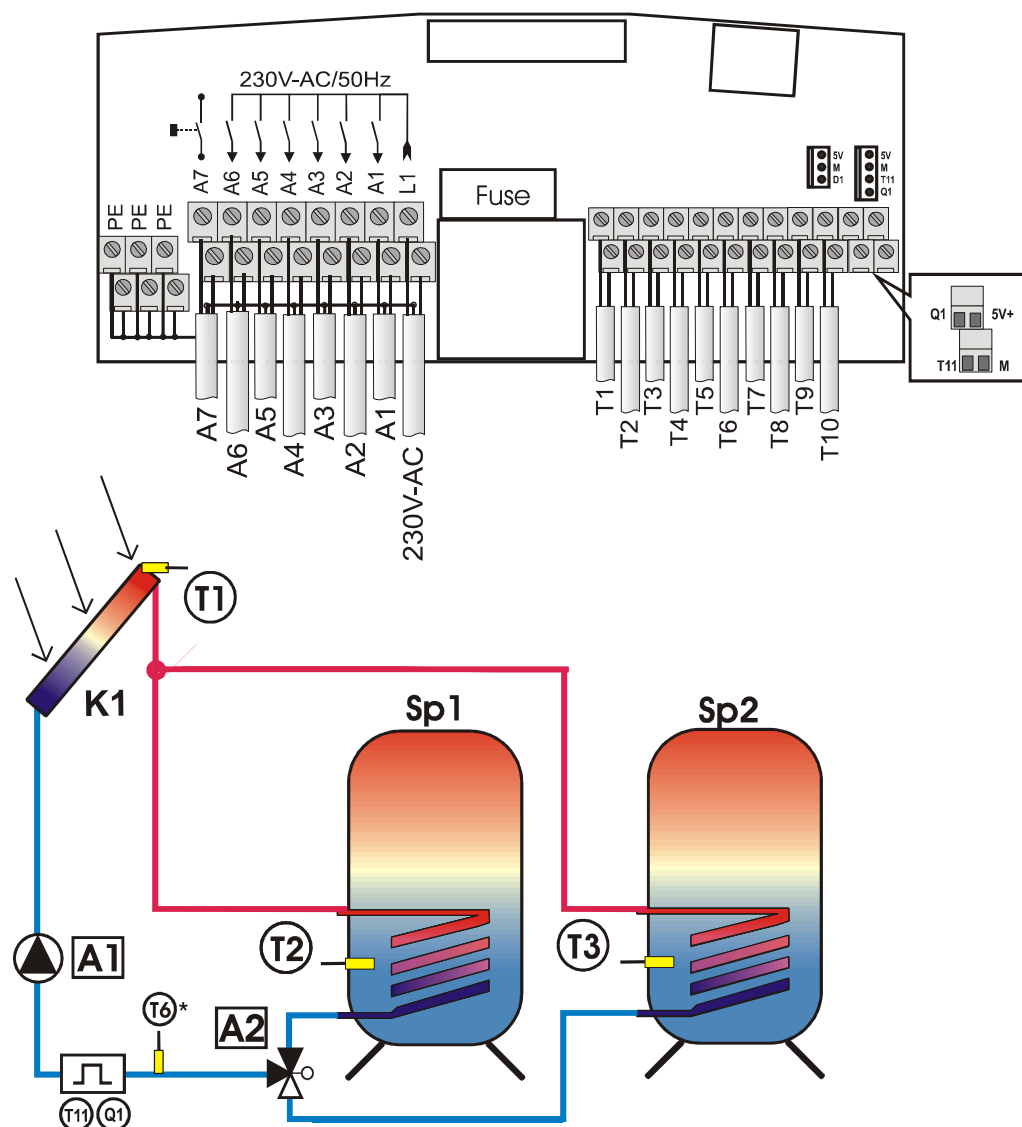 230V-AC/50Hz
A7 A6 A5 A4 A3 A2 A1 L1
PE PE PE
Fuse
5V
M
D1
5V
M
T11
Q1
Q1 5V+
T11 M
A7 A6 A5 A4 A3 A2 A1 230V-AC
T1 T2 T3 T4 T5 T6 T7 T8 T9 T10
T1
K1
Sp1 Sp2
T2 T3
A1
T6*
A2
T11 Q1